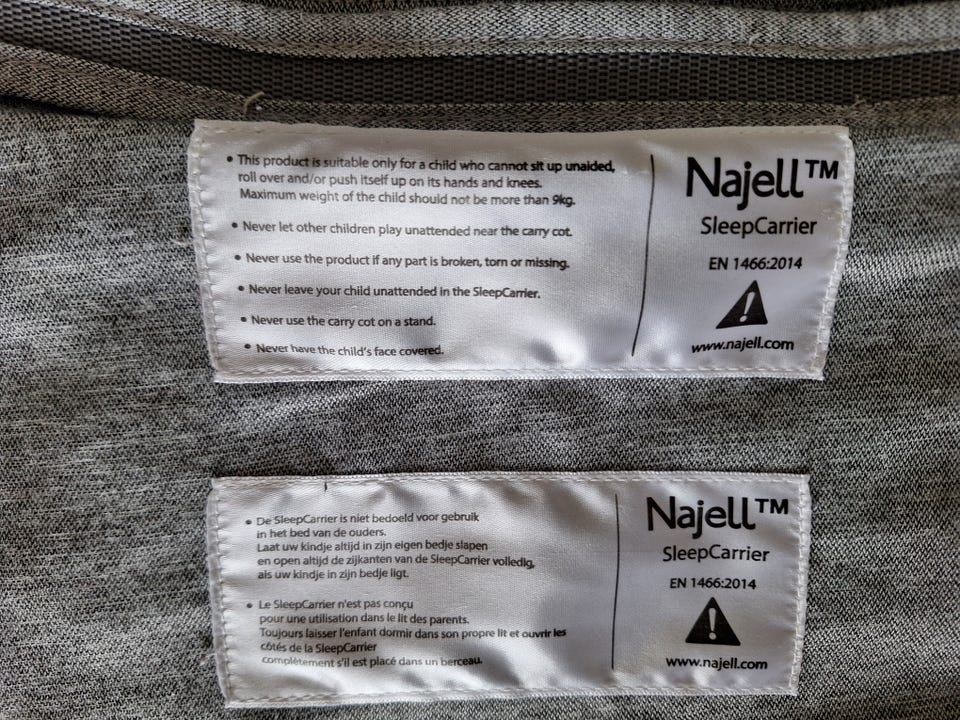 • This product is suitable only for a child who cannot sit up unaided,
roll over and/or push itself up on its hands and knees.
Maximum weight of the child should not be more than 9kg.
• Never let other children play unattended near the carry cot.
• Never use the product if any part is broken, torn or missing.
• Never leave your child unattended in the SleepCarrier.
• Never use the carry cot on a stand.
• Never have the child's face covered.
Najell™
SleepCarrier
EN 1466:2014
www.najell.com
• De SleepCarrier is niet bedoeld voor gebruik
in het bed van de ouders.
Laat uw kindje altijd in zijn eigen bedje slapen
en open altijd de zijkanten van de SleepCarrier volledig,
als uw kindje in zijn bedje ligt.
• Le SleepCarrier n'est pas conçu
pour une utilisation dans le lit des parents.
Toujours laisser l'enfant dormir dans son propre lit et ouvrir les
côtés de la SleepCarrier
complètement s'il est placé dans un berceau.
Najell™
SleepCarrier
EN 1466:2014
www.najell.com